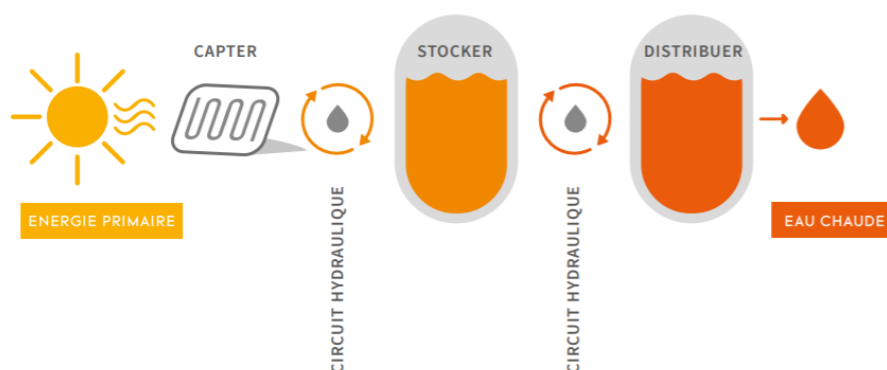 CAPTER
STOCKER
DISTRIBUER
ENERGIE PRIMAIRE
CIRCUIT HYDRAULIQUE
CIRCUIT HYDRAULIQUE
EAU CHAUDE